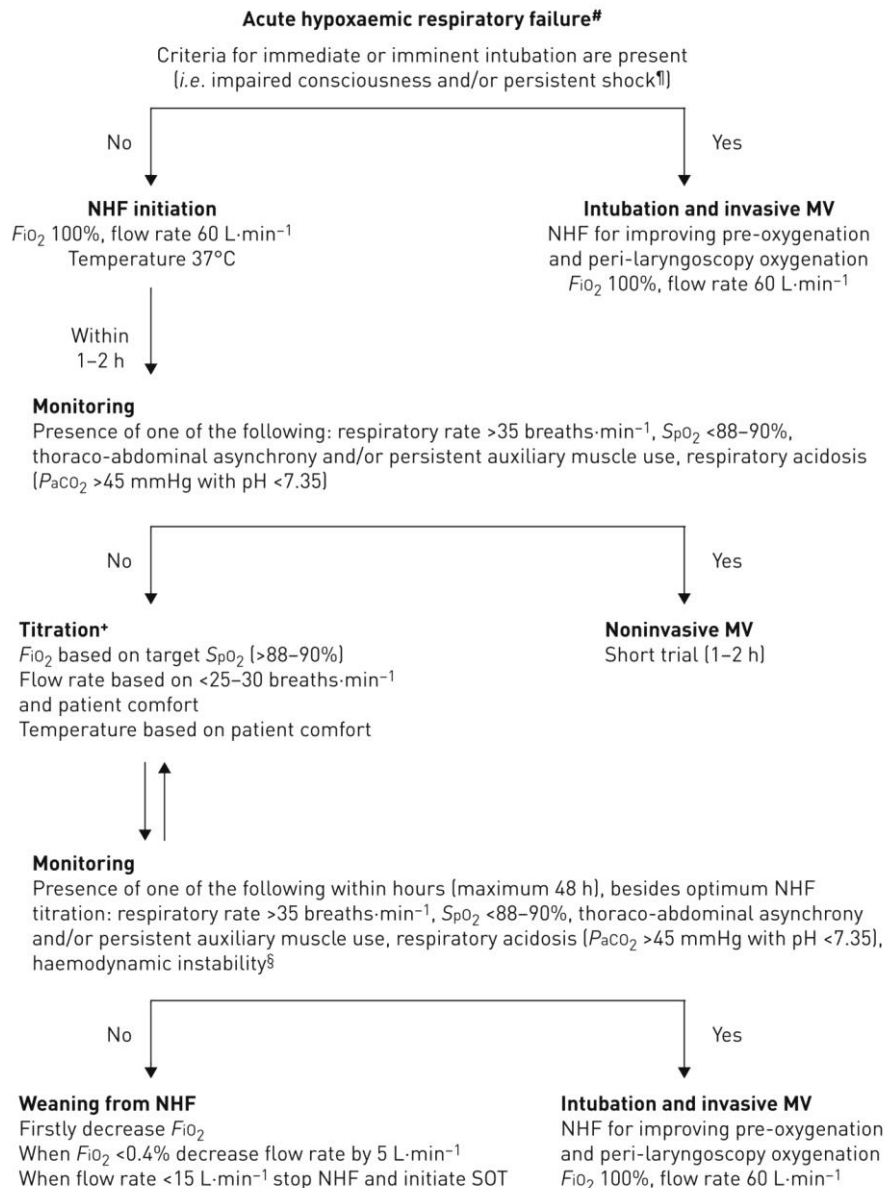 Acute hypoxaemic respiratory failure#
Criteria for immediate or imminent intubation are present
(i.e. impaired consciousness and/or persistent shock¶)
No
Yes
NHF initiation
FiO₂ 100%, flow rate 60 L·min⁻¹
Temperature 37°C
Intubation and invasive MV
NHF for improving pre-oxygenation
and peri-laryngoscopy oxygenation
FiO₂ 100%, flow rate 60 L·min⁻¹
Within
1–2 h
Monitoring
Presence of one of the following: respiratory rate >35 breaths·min⁻¹, SpO₂ <88–90%,
thoraco-abdominal asynchrony and/or persistent auxiliary muscle use, respiratory acidosis
(PaCO₂ >45 mmHg with pH <7.35)
No
Yes
Titration⁺
FiO₂ based on target SpO₂ (>88–90%)
Flow rate based on <25–30 breaths·min⁻¹
and patient comfort
Temperature based on patient comfort
Noninvasive MV
Short trial (1–2 h)
Monitoring
Presence of one of the following within hours (maximum 48 h), besides optimum NHF
titration: respiratory rate >35 breaths·min⁻¹, SpO₂ <88–90%, thoraco-abdominal asynchrony
and/or persistent auxiliary muscle use, respiratory acidosis (PaCO₂ >45 mmHg with pH <7.35),
haemodynamic instability§
No
Yes
Weaning from NHF
Firstly decrease FiO₂
When FiO₂ <0.4% decrease flow rate by 5 L·min⁻¹
When flow rate <15 L·min⁻¹ stop NHF and initiate SOT
Intubation and invasive MV
NHF for improving pre-oxygenation
and peri-laryngoscopy oxygenation
FiO₂ 100%, flow rate 60 L·min⁻¹